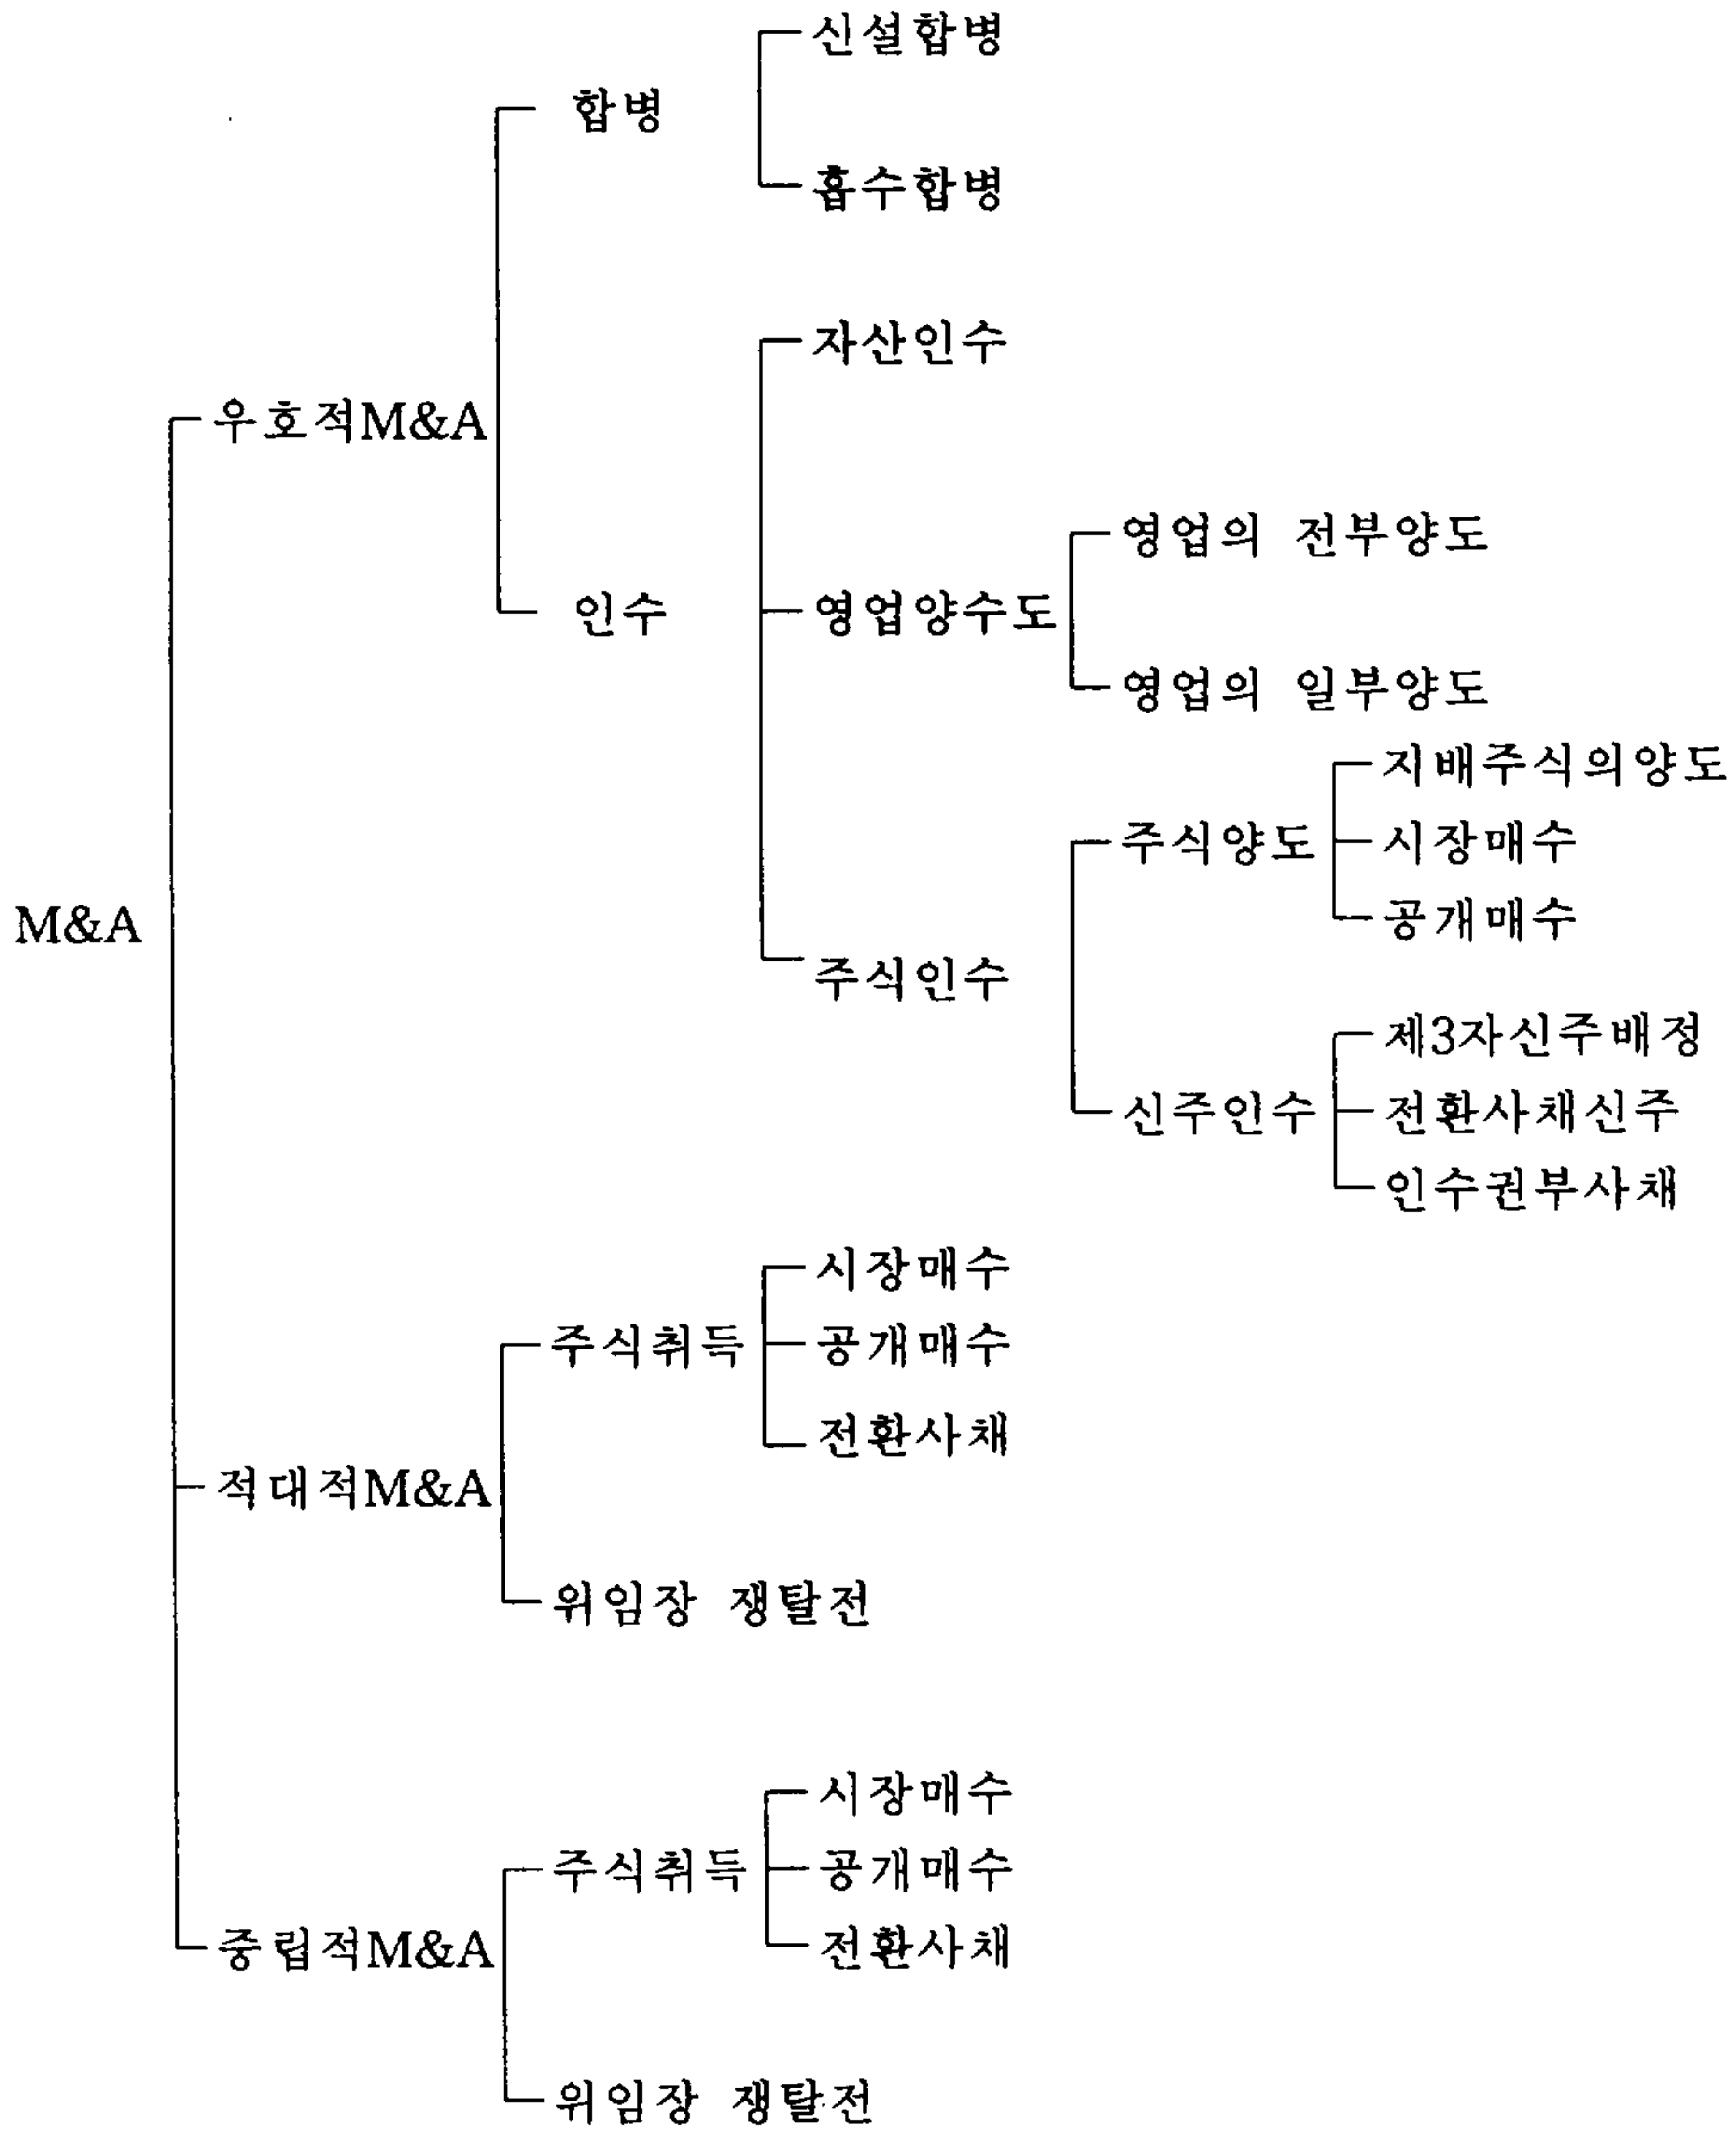 신설합병
합병
흡수합병
자산인수
우호적M&A
영업의 전부양도
인수
영업양수도
영업의 일부양도
지배주식의양도
주식양도
시장매수
M&A
공개매수
주식인수
제3자신주배정
신주인수
전환사채신주
인수권부사채
시장매수
주식취득
공개매수
전환사채
적대적M&A
위임장 쟁탈전
시장매수
주식취득
공개매수
중립적M&A
전환사채
위임장 쟁탈전